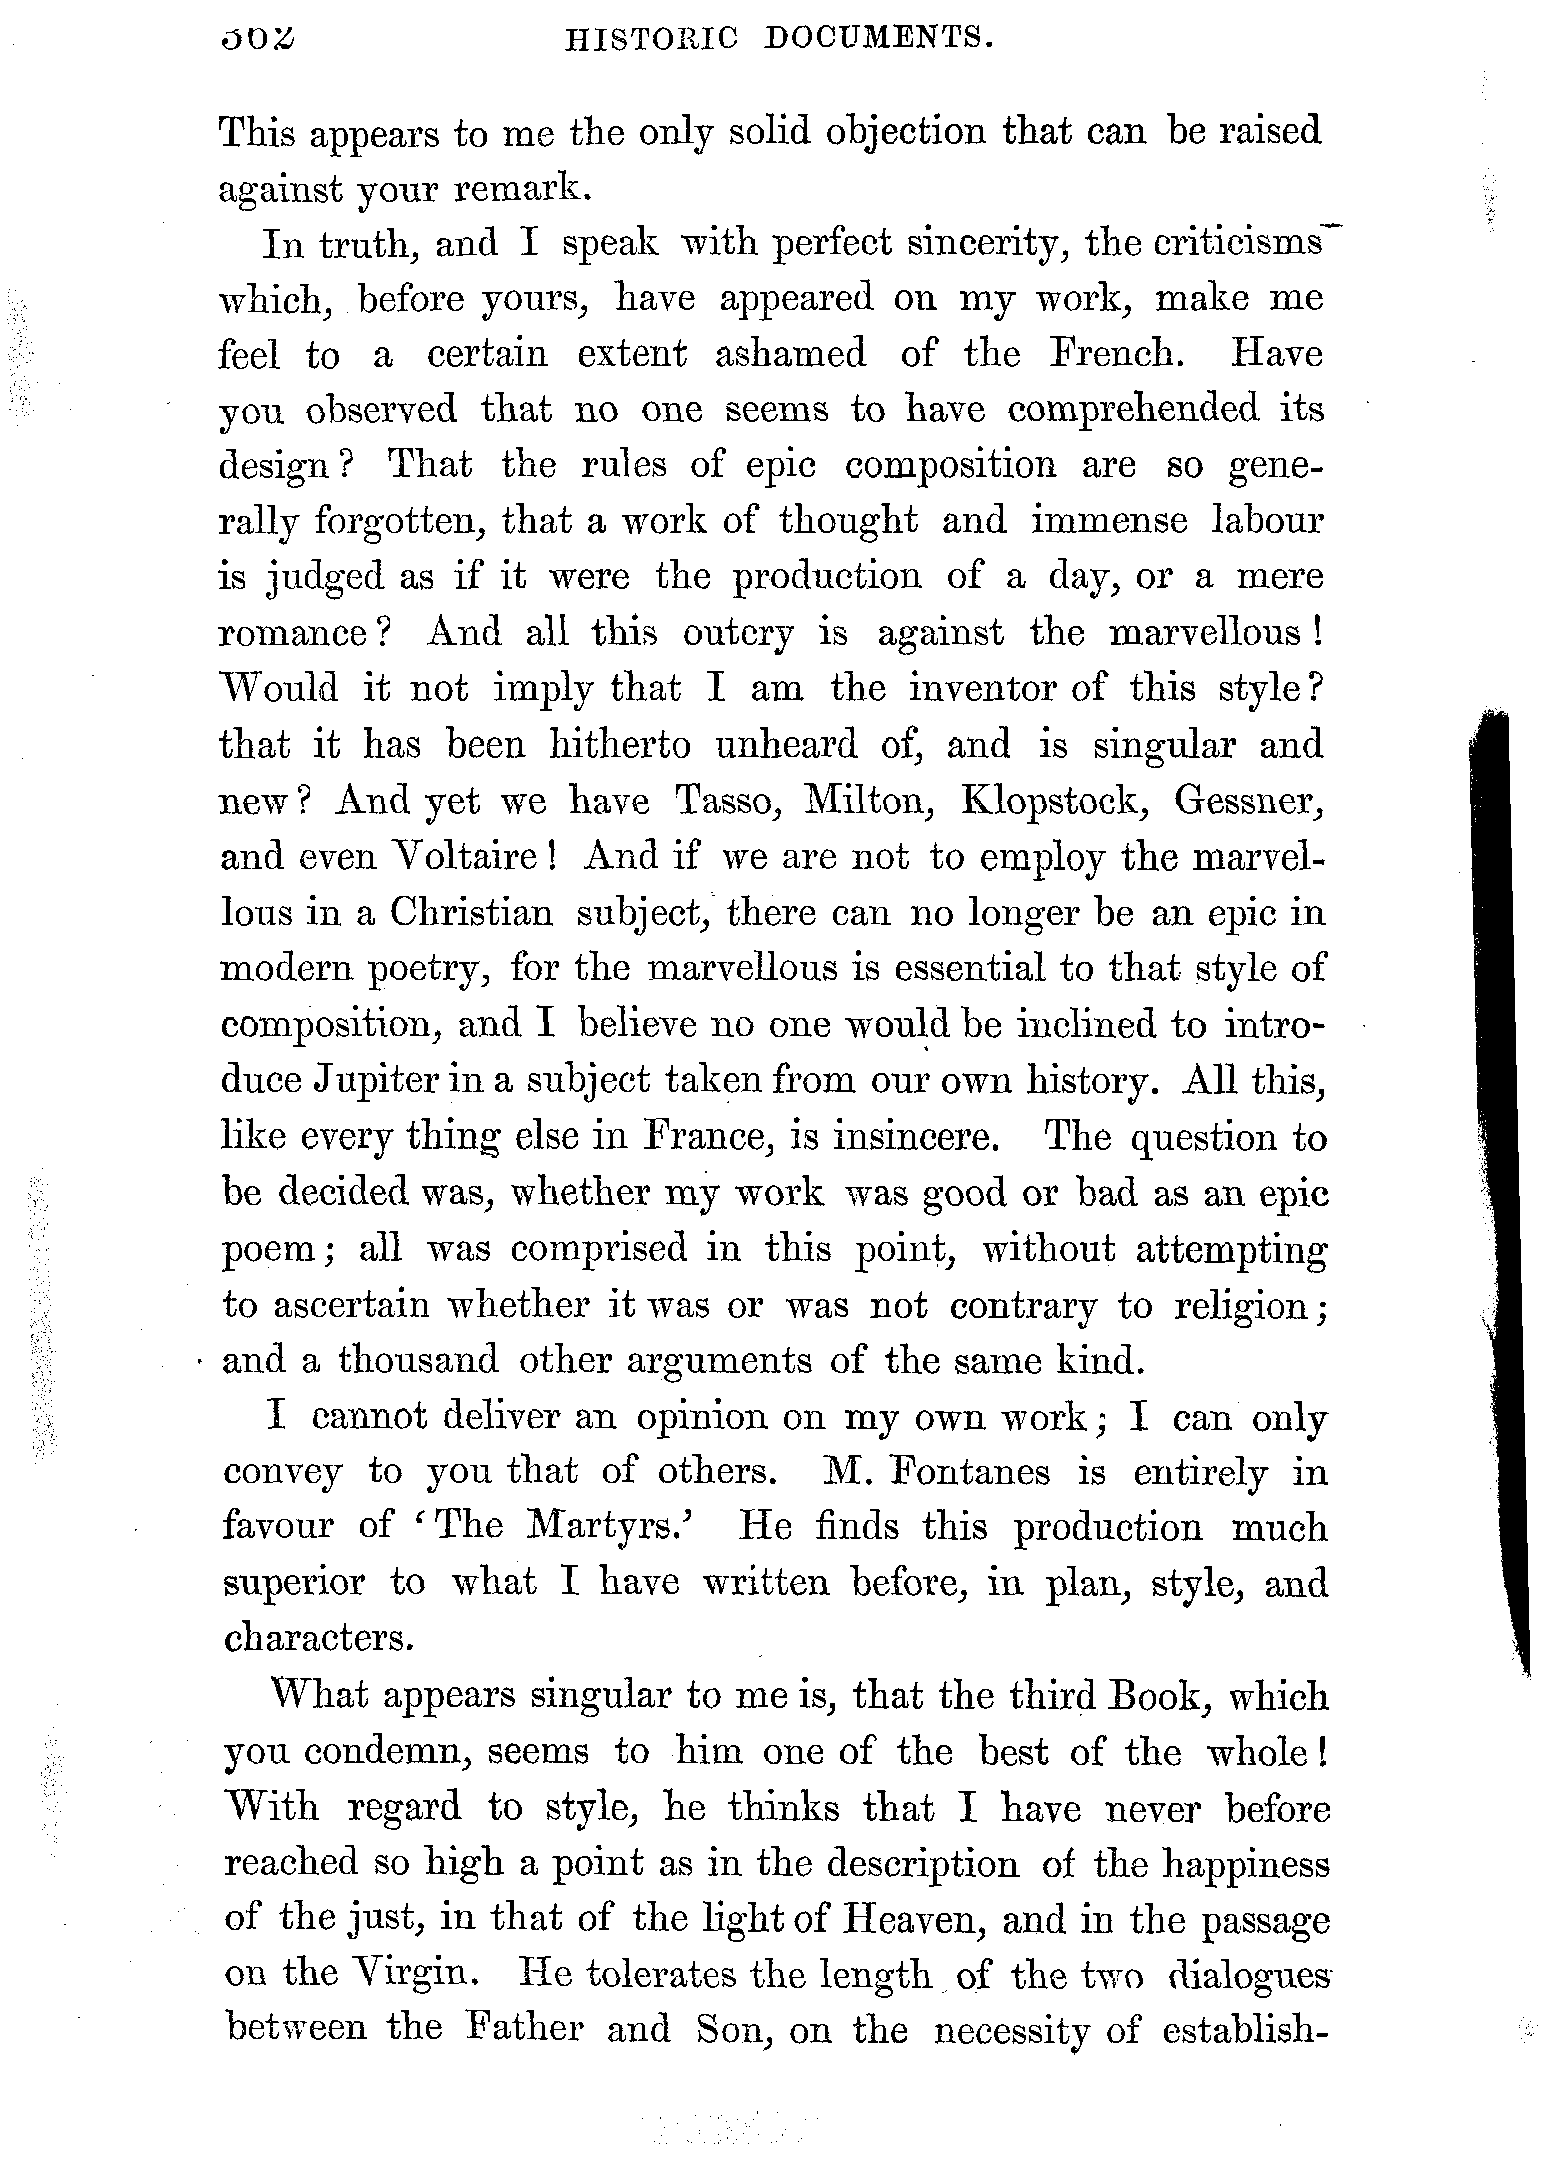 302 HISTORIC DOCUMENTS.
This appears to me the only solid objection that can be raised
against your remark.
In truth, and I speak with perfect sincerity, the criticisms
which, before yours, have appeared on my work, make me
feel to a certain extent ashamed of the French. Have
you observed that no one seems to have comprehended its
design? That the rules of epic composition are so gene-
rally forgotten, that a work of thought and immense labour
is judged as if it were the production of a day, or a mere
romance? And all this outcry is against the marvellous!
Would it not imply that I am the inventor of this style?
that it has been hitherto unheard of, and is singular and
new? And yet we have Tasso, Milton, Klopstock, Gessner,
and even Voltaire! And if we are not to employ the marvel-
lous in a Christian subject, there can no longer be an epic in
modern poetry, for the marvellous is essential to that style of
composition, and I believe no one would be inclined to intro-
duce Jupiter in a subject taken from our own history. All this,
like every thing else in France, is insincere. The question to
be decided was, whether my work was good or bad as an epic
poem; all was comprised in this point, without attempting
to ascertain whether it was or was not contrary to religion;
and a thousand other arguments of the same kind.
I cannot deliver an opinion on my own work; I can only
convey to you that of others. M. Fontanes is entirely in
favour of ‘The Martyrs.’ He finds this production much
superior to what I have written before, in plan, style, and
characters.
What appears singular to me is, that the third Book, which
you condemn, seems to him one of the best of the whole!
With regard to style, he thinks that I have never before
reached so high a point as in the description of the happiness
of the just, in that of the light of Heaven, and in the passage
on the Virgin. He tolerates the length of the two dialogues
between the Father and Son, on the necessity of establish-